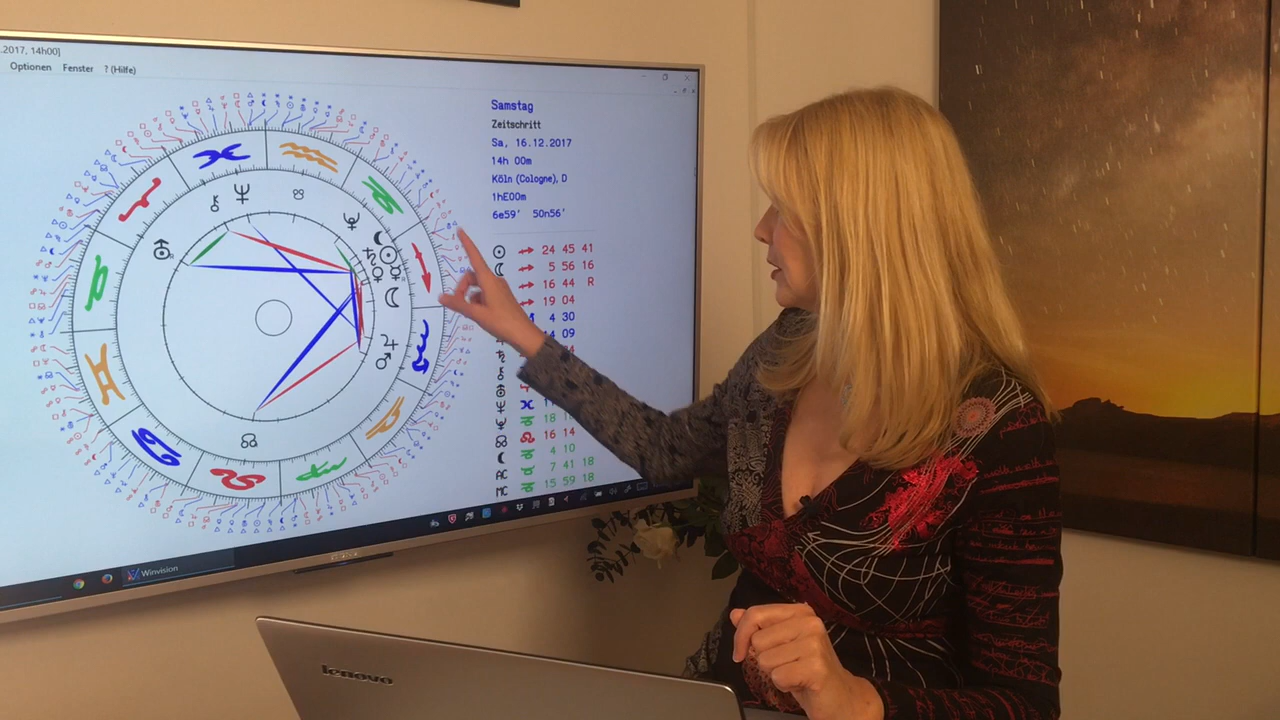 .2017, 14h00]
Optionen Fenster ? (Hilfe)
Samstag
Zeitschritt
Sa, 16.12.2017
14h 00m
Köln (Cologne), D
1hE00m
6e59' 50n56'
24 45 41
5 56 16
16 44 R
19 04
4 30
14 09
18
16 14
4 10
AC 7 41 18
MC 15 59 18
Winvision
lenovo